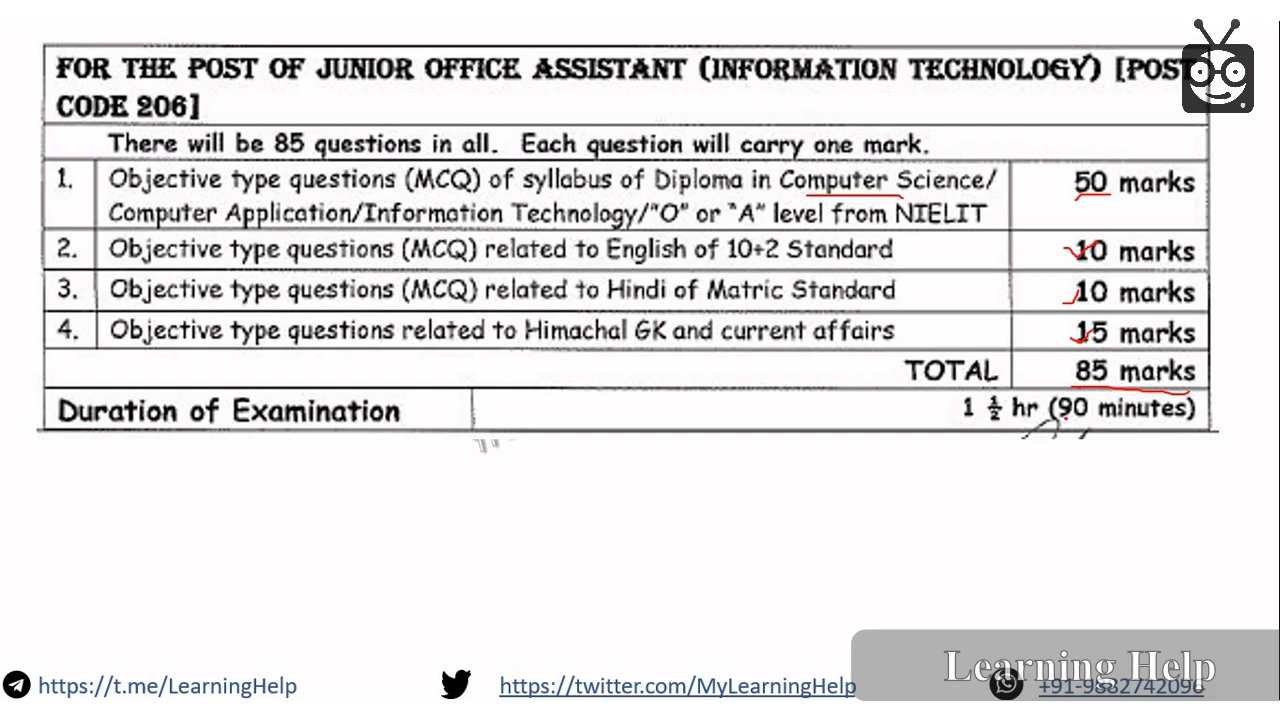 FOR THE POST OF JUNIOR OFFICE ASSISTANT (INFORMATION TECHNOLOGY) [POST
CODE 206]
There will be 85 questions in all. Each question will carry one mark.
1. Objective type questions (MCQ) of syllabus of Diploma in Computer Science/ 50 marks
Computer Application/Information Technology/"O" or "A" level from NIELIT
2. Objective type questions (MCQ) related to English of 10+2 Standard 10 marks
3. Objective type questions (MCQ) related to Hindi of Matric Standard 10 marks
4. Objective type questions related to Himachal GK and current affairs 15 marks
TOTAL 85 marks
Duration of Examination 1 ½ hr (90 minutes)
Learning Help
https://t.me/LearningHelp https://twitter.com/MyLearningHelp +91-9882742096